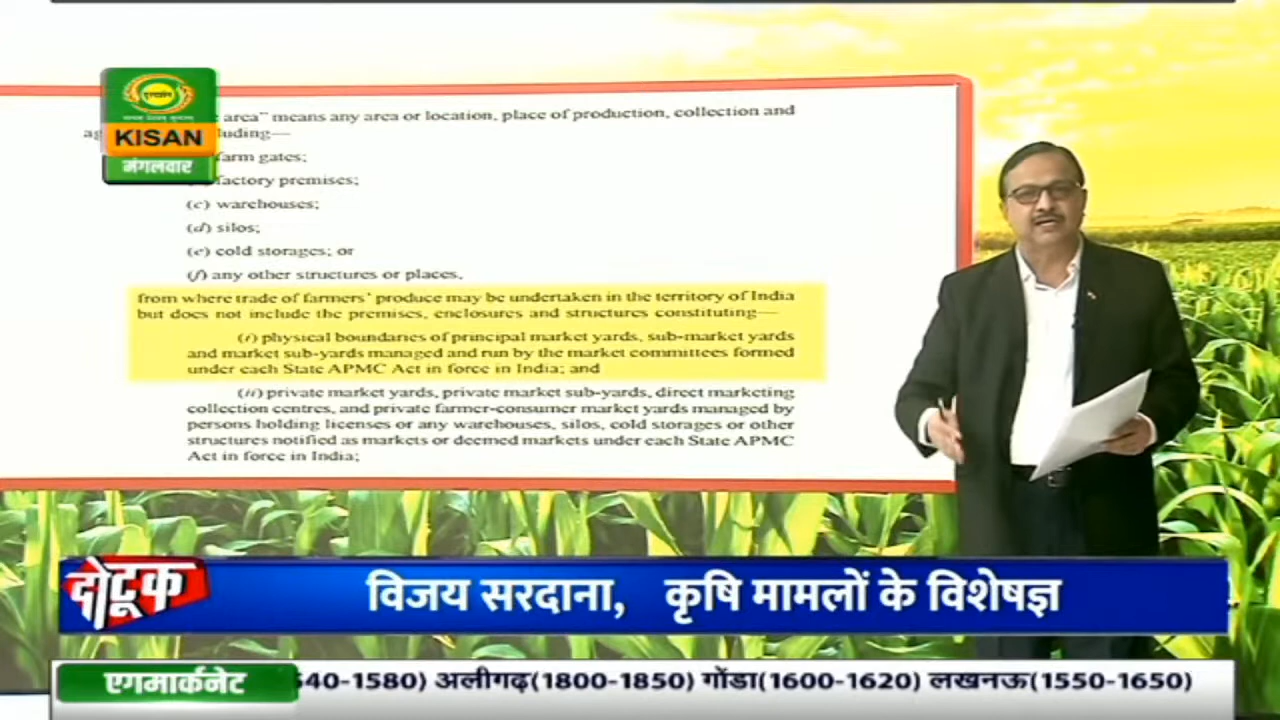 KISAN
मंगलवार
area" means any area or location, place of production, collection and
ag
luding—
farm gates;
factory premises;
(c) warehouses;
(d) silos;
(e) cold storages; or
(f) any other structures or places,
from where trade of farmers' produce may be undertaken in the territory of India
but does not include the premises, enclosures and structures constituting—
(i) physical boundaries of principal market yards, sub-market yards
and market sub-yards managed and run by the market committees formed
under each State APMC Act in force in India; and
(ii) private market yards, private market sub-yards, direct marketing
collection centres, and private farmer-consumer market yards managed by
persons holding licenses or any warehouses, silos, cold storages or other
structures notified as markets or deemed markets under each State APMC
Act in force in India;
दोटूक
विजय सरदाना, कृषि मामलों के विशेषज्ञ
एगमार्कनेट
540-1580) अलीगढ़(1800-1850) गोंडा(1600-1620) लखनऊ(1550-1650)